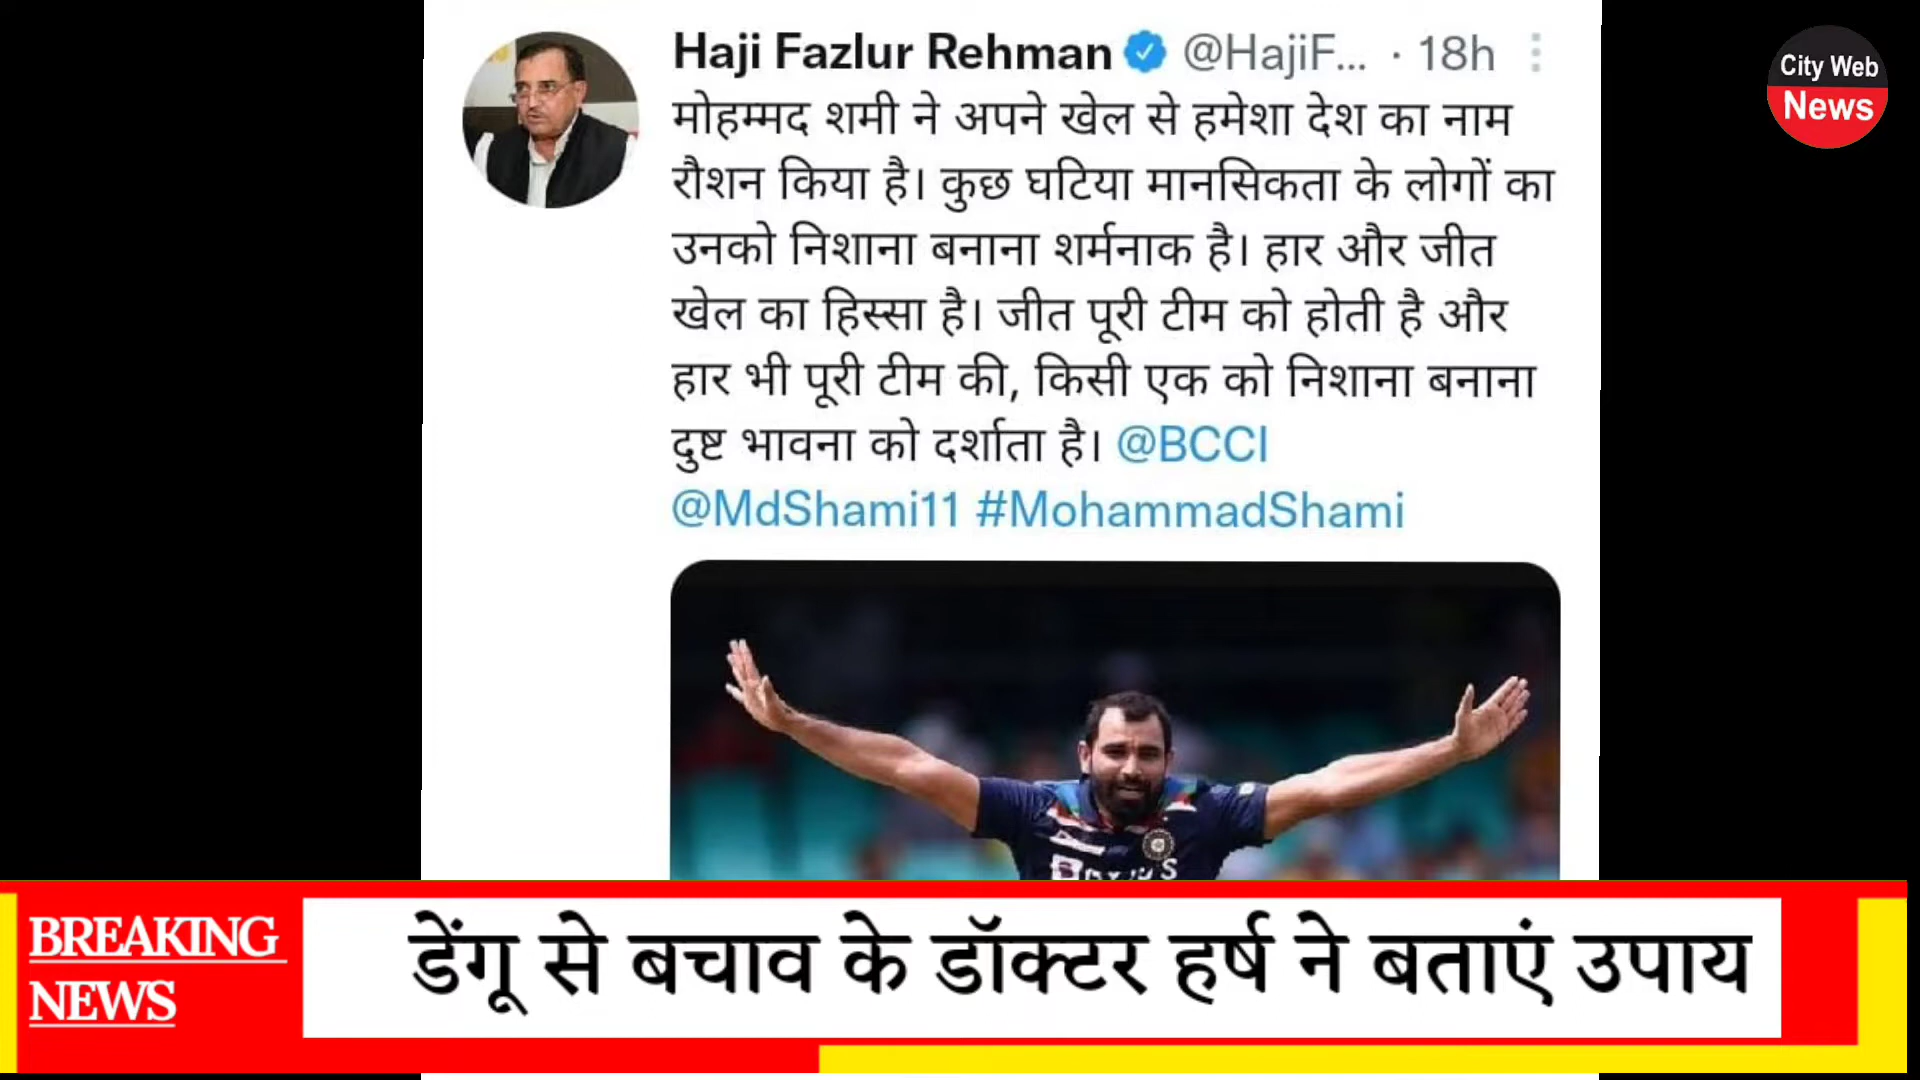 Haji Fazlur Rehman @HajiF... · 18h
मोहम्मद शमी ने अपने खेल से हमेशा देश का नाम
रौशन किया है। कुछ घटिया मानसिकता के लोगों का
उनको निशाना बनाना शर्मनाक है। हार और जीत
खेल का हिस्सा है। जीत पूरी टीम को होती है और
हार भी पूरी टीम की, किसी एक को निशाना बनाना
दुष्ट भावना को दर्शाता है। @BCCI
@MdShami11 #MohammadShami
City Web
News
BREAKING
NEWS
डेंगू से बचाव के डॉक्टर हर्ष ने बताएं उपाय